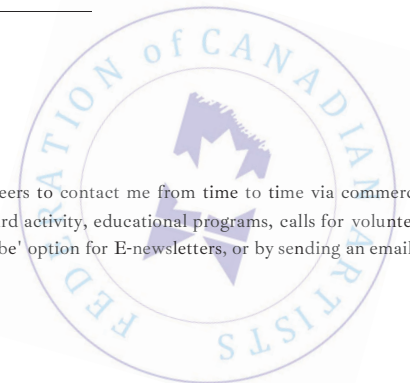 FEDERATION of CANADIAN ARTISTS
eers to contact me from time to time via commerc
rd activity, educational programs, calls for volunte
be' option for E-newsletters, or by sending an email